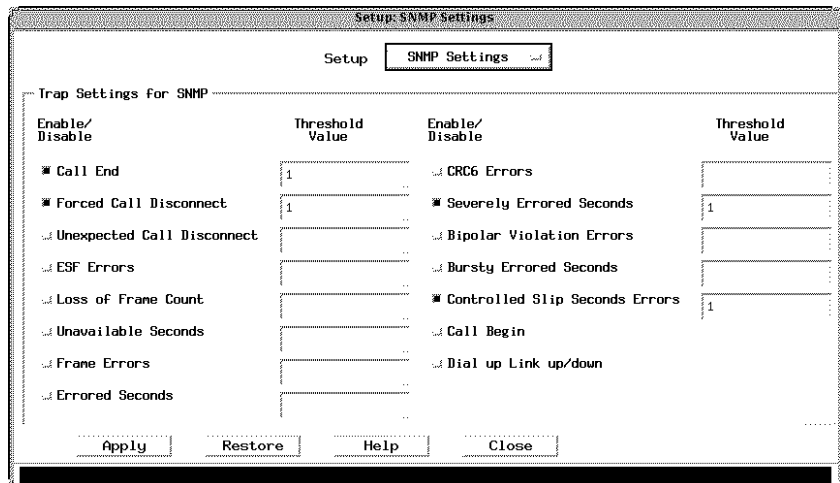 Setup: SNMP Settings
Setup SNMP Settings
Trap Settings for SNMP
Enable/
Disable
Threshold
Value
Enable/
Disable
Threshold
Value
Call End 1
CRC6 Errors
Forced Call Disconnect 1
Severely Errored Seconds 1
Unexpected Call Disconnect
Bipolar Violation Errors
ESF Errors
Bursty Errored Seconds
Loss of Frame Count
Controlled Slip Seconds Errors 1
Unavailable Seconds
Call Begin
Frame Errors
Dial up Link up/down
Errored Seconds
Apply Restore Help Close